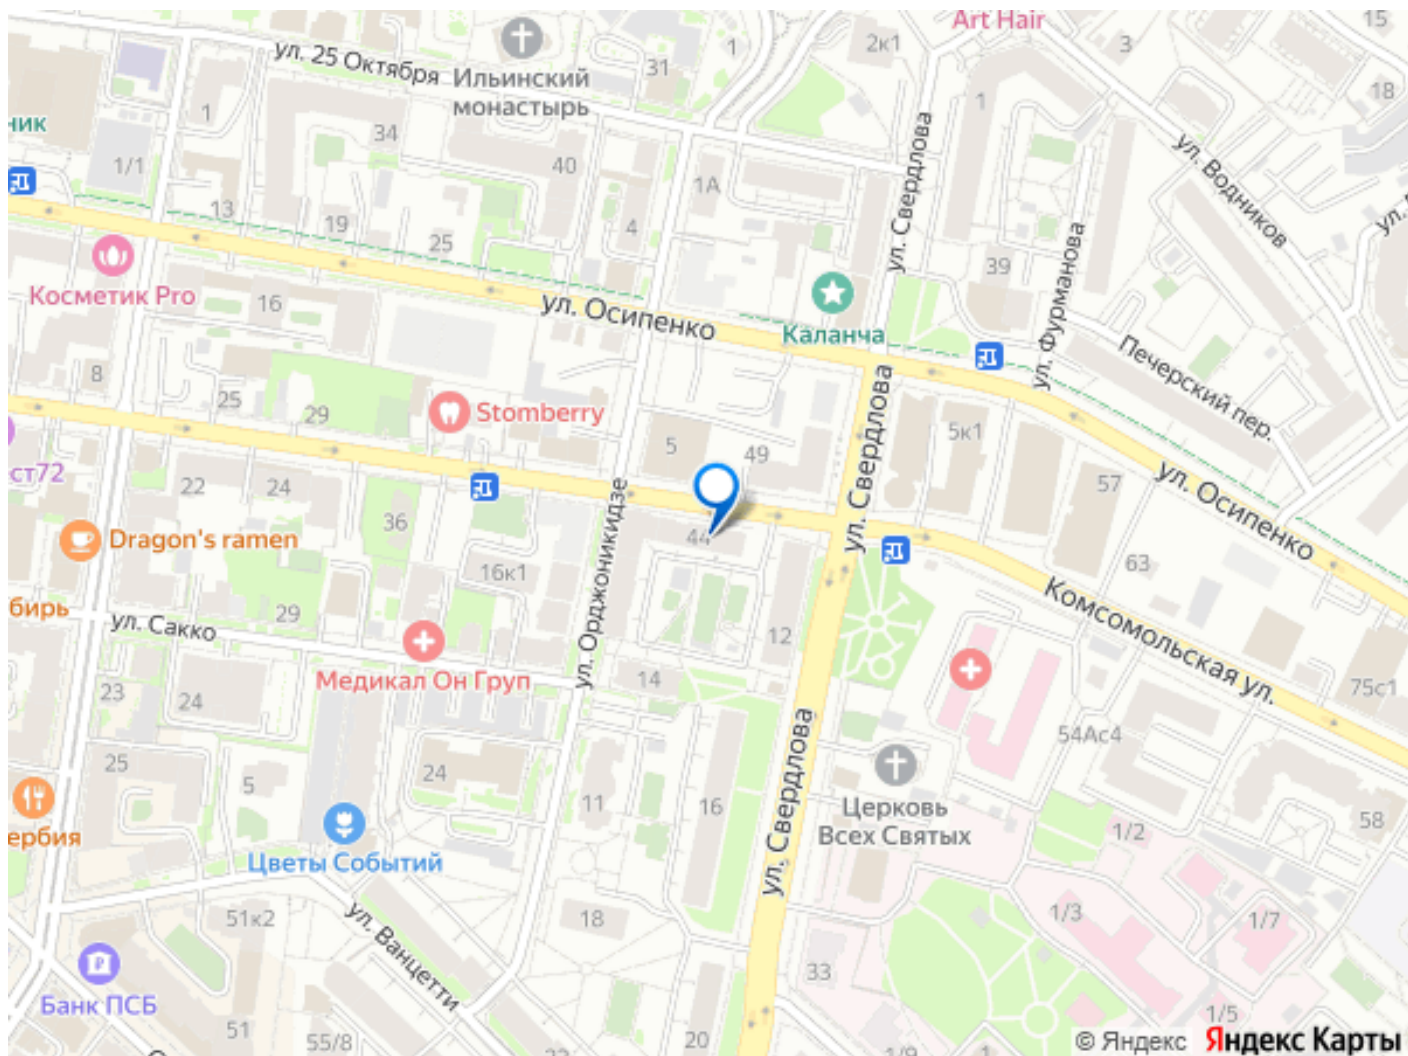 Art Hair
15
2к1
3
1
ул. 25 Октября
Ильинский
монастырь
31
18
1
1
ник
34
ул. Свердлова
ул. Водников
1/1
40
1А
13
19
25
4
39
ул. Фурманова
Косметик Pro
16
ул. Осипенко
Каланча
Печерский пер.
8
25
29
Stomberry
5
49
ул. Свердлова
5к1
ст72
22
24
36
57
ул. Осипенко
Dragon's ramen
44
16к1
ул. Орджоникидзе
63
Комсомольская ул.
бирь
ул. Сакко
29
12
Медикал Он Груп
14
23
24
75с1
54Ас4
25
5
24
11
16
ул. Свердлова
Церковь
Всех Святых
1/2
58
ербия
Цветы Событий
51к2
ул. Ванцетти
18
1/3
1/7
33
Банк ПСБ
51
55/8
22
20
1/9
1/5
© Яндекс
Яндекс Карты